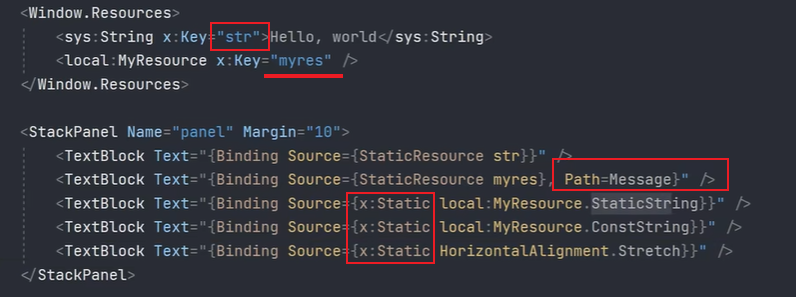 <Window.Resources>
<sys:String x:Key="str">Hello, world</sys:String>
<local:MyResource x:Key="myres" />
</Window.Resources>
<StackPanel Name="panel" Margin="10">
<TextBlock Text="{Binding Source={StaticResource str}}" />
<TextBlock Text="{Binding Source={StaticResource myres}, Path=Message}" />
<TextBlock Text="{Binding Source={x:Static local:MyResource.StaticString}}" />
<TextBlock Text="{Binding Source={x:Static local:MyResource.ConstString}}" />
<TextBlock Text="{Binding Source={x:Static HorizontalAlignment.Stretch}}" />
</StackPanel>